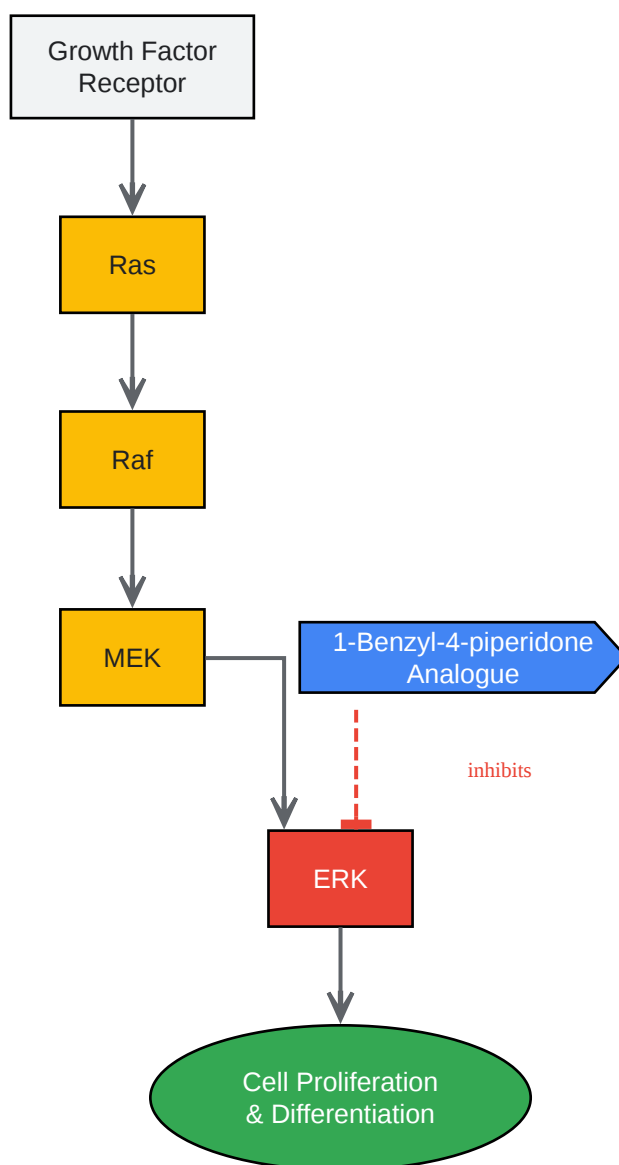 Growth Factor
Receptor
Ras
Raf
MEK
1-Benzyl-4-piperidone
Analogue
inhibits
ERK
Cell Proliferation
& Differentiation